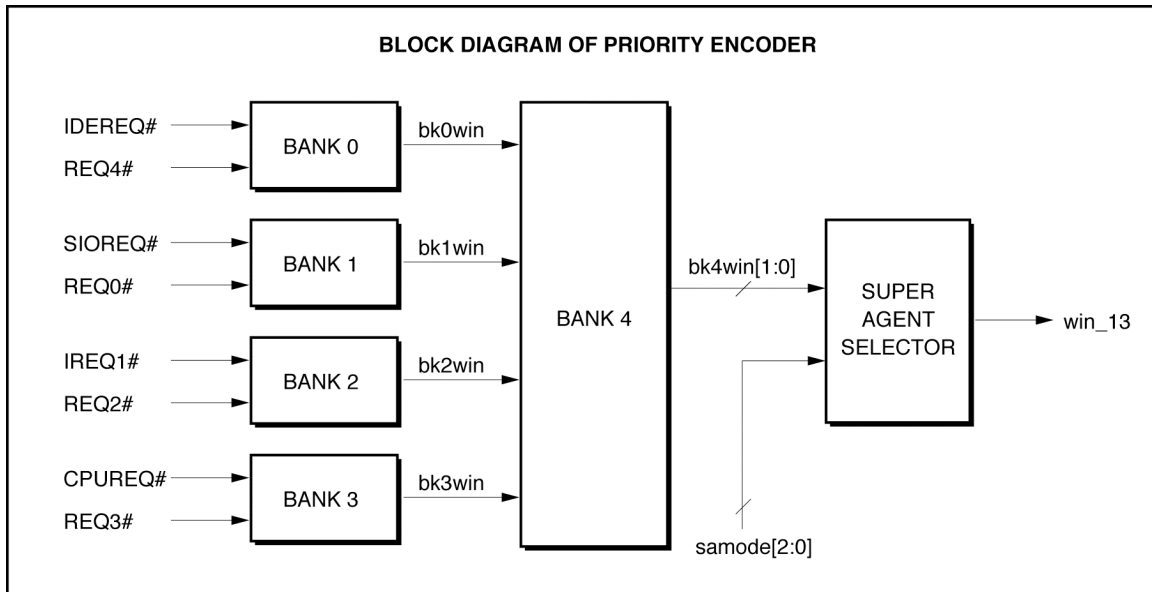 BLOCK DIAGRAM OF PRIORITY ENCODER
IDEREQ#
REQ4#
BANK 0
bk0win
SIOREQ#
REQ0#
BANK 1
bk1win
IREQ1#
REQ2#
BANK 2
bk2win
CPUREQ#
REQ3#
BANK 3
bk3win
BANK 4
bk4win[1:0]
samode[2:0]
SUPER
AGENT
SELECTOR
win_13